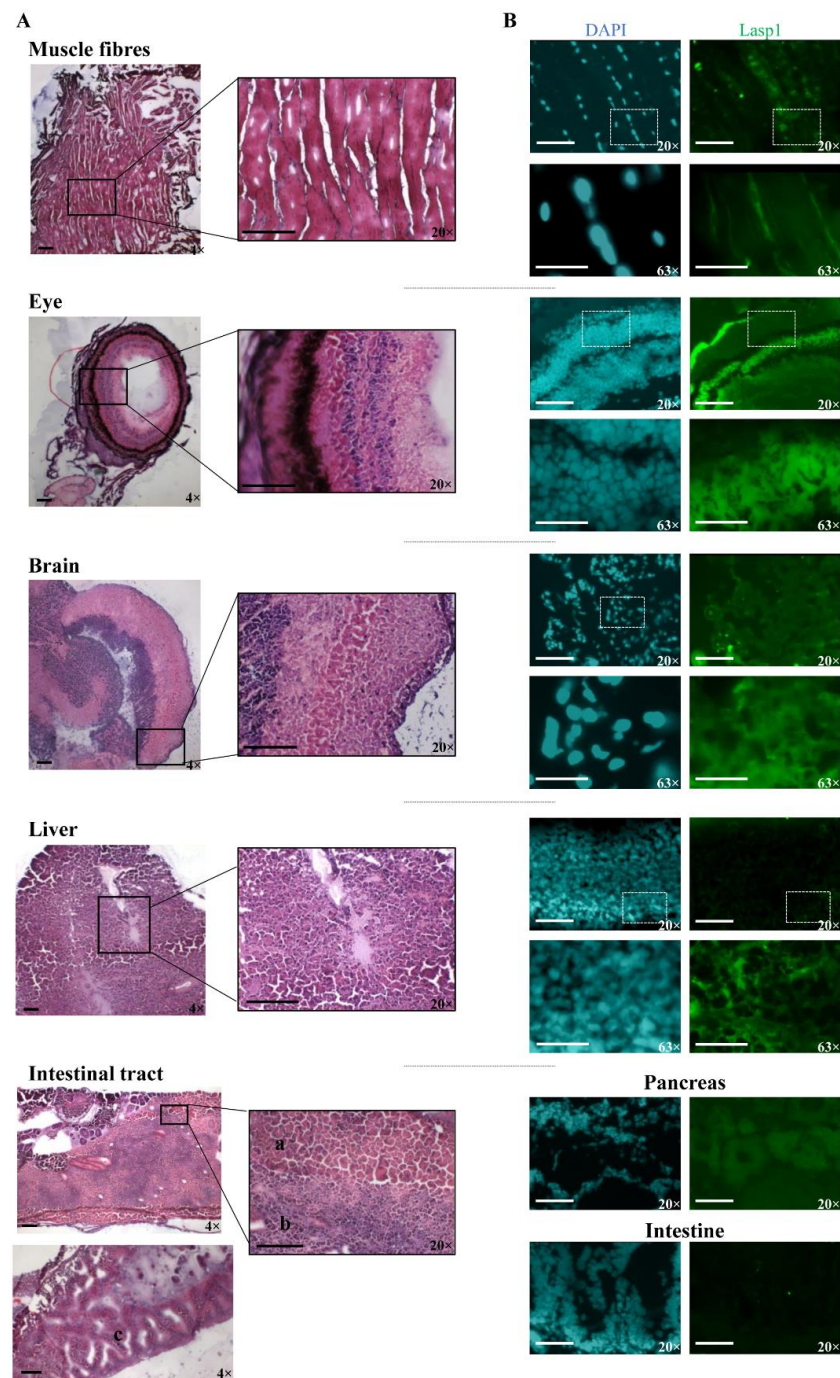 A
Muscle fibres
4×
20×
Eye
4×
20×
Brain
4×
20×
Liver
4×
20×
Intestinal tract
4×
a
b
20×
c
4×
B
DAPI Lasp1
20× 20×
63× 63×
20× 20×
63× 63×
20× 20×
63× 63×
20× 20×
63× 63×
Pancreas
20× 20×
Intestine
20× 20×